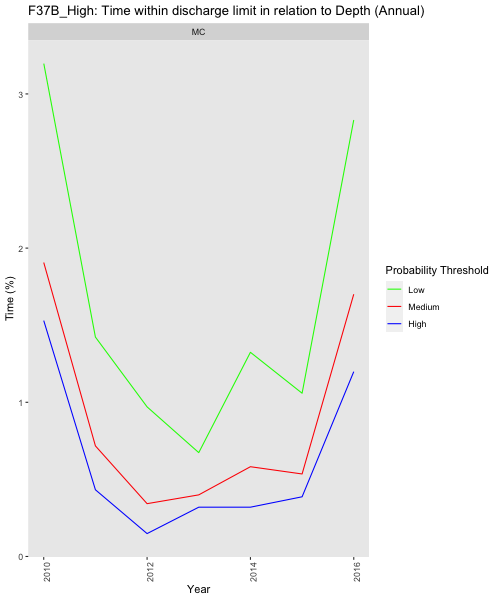 F37B_High: Time within discharge limit in relation to Depth (Annual)
MC
3
2
1
0
Time (%)
2010
2012
2014
2016
Year
Probability Threshold
Low
Medium
High